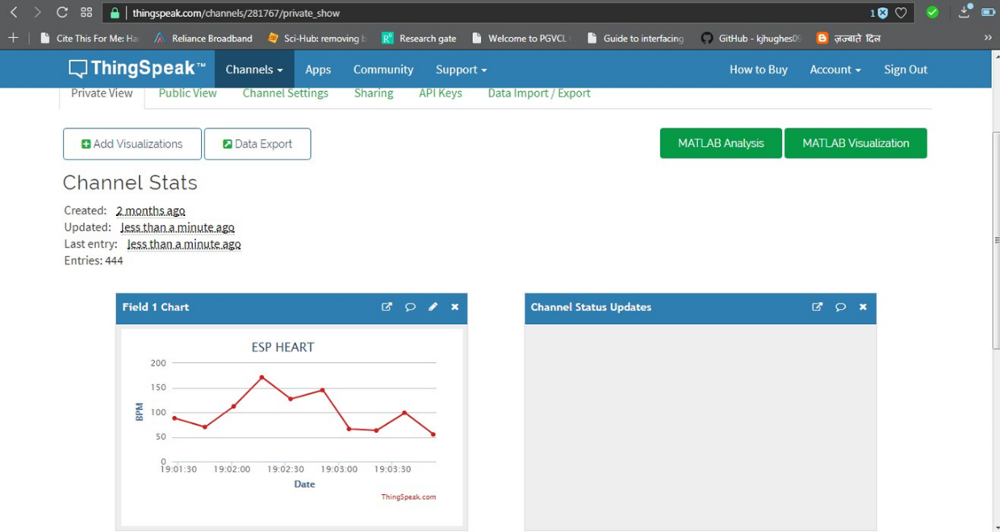 thingspeak.com/channels/281767/private_show 1
Cite This For Me: Ha Reliance Broadband Sci-Hub: removing b Research gate Welcome to PGVCL Guide to interfacing GitHub - kjhughes09 ज़ज्बाते दिल
ThingSpeak™ Channels Apps Community Support How to Buy Account Sign Out
Private View Public View Channel Settings Sharing API Keys Data Import / Export
Add Visualizations Data Export MATLAB Analysis MATLAB Visualization
Channel Stats
Created: 2 months ago
Updated: less than a minute ago
Last entry: less than a minute ago
Entries: 444
Field 1 Chart
ESP HEART
200
150
100
50
0
BPM
19:01:30 19:02:00 19:02:30 19:03:00 19:03:30
Date
ThingSpeak.com
Channel Status Updates